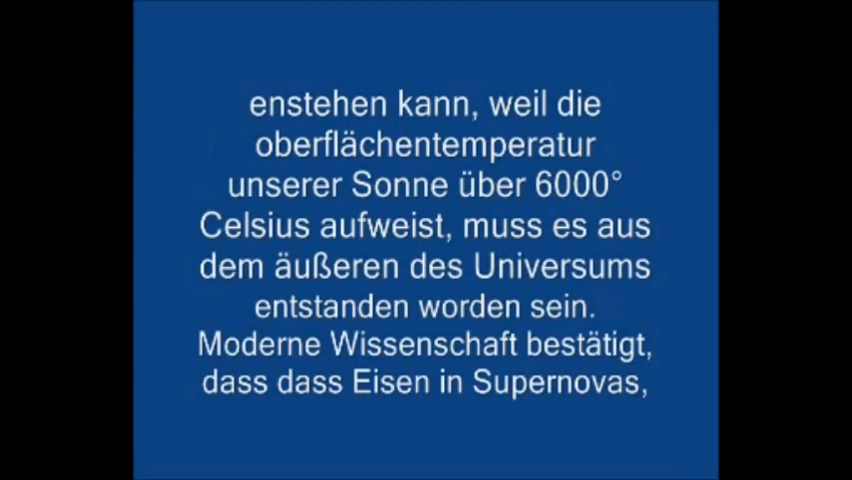 enstehen kann, weil die
oberflächentemperatur
unserer Sonne über 6000°
Celsius aufweist, muss es aus
dem äußeren des Universums
entstanden worden sein.
Moderne Wissenschaft bestätigt,
dass dass Eisen in Supernovas,